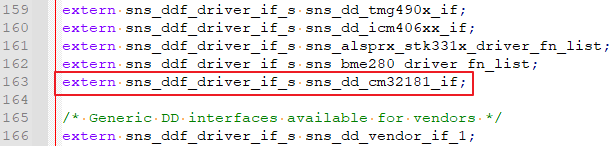 159 extern sns_ddf_driver_if_s sns_dd_tmg490x_if;
160 extern sns_ddf_driver_if_s sns_dd_icm406xx_if;
161 extern sns_ddf_driver_if_s sns_alsprx_stk331x_driver_fn_list;
162 extern sns_ddf_driver_if_s sns_bme280_driver_fn_list;
163 extern sns_ddf_driver_if_s sns_dd_cm32181_if;
164
165 /* Generic DD interfaces available for vendors */
166 extern sns_ddf_driver_if_s sns_dd_vendor_if_1;